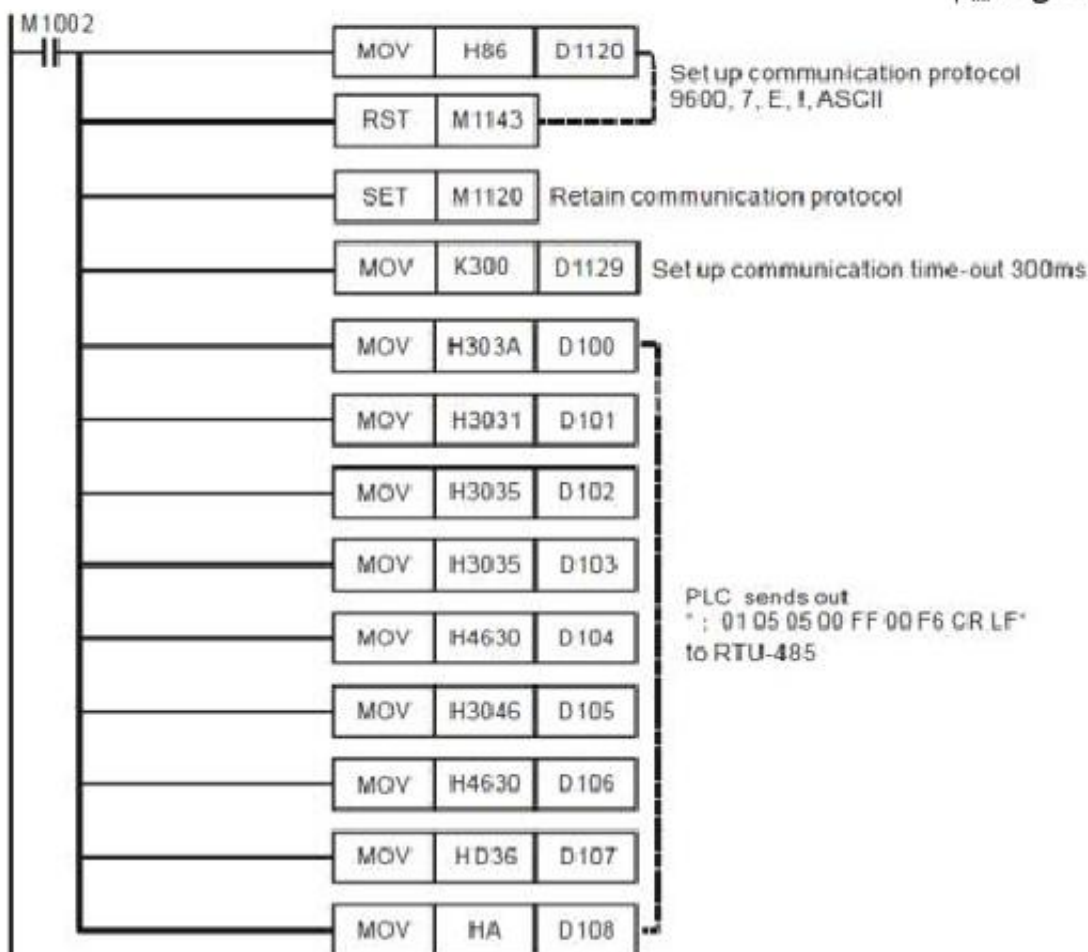 M1002
MOV H86 D1120
Set up communication protocol
9600, 7, E, 1, ASCII
RST M1143
SET M1120 Retain communication protocol
MOV K300 D1129 Set up communication time-out 300ms
MOV H303A D100
MOV H3031 D101
MOV H3035 D102
MOV H3035 D103
PLC sends out
" : 01 05 05 00 FF 00 F6 CR LF"
to RTU-485
MOV H4630 D104
MOV H3046 D105
MOV H4630 D106
MOV HD36 D107
MOV HA D108